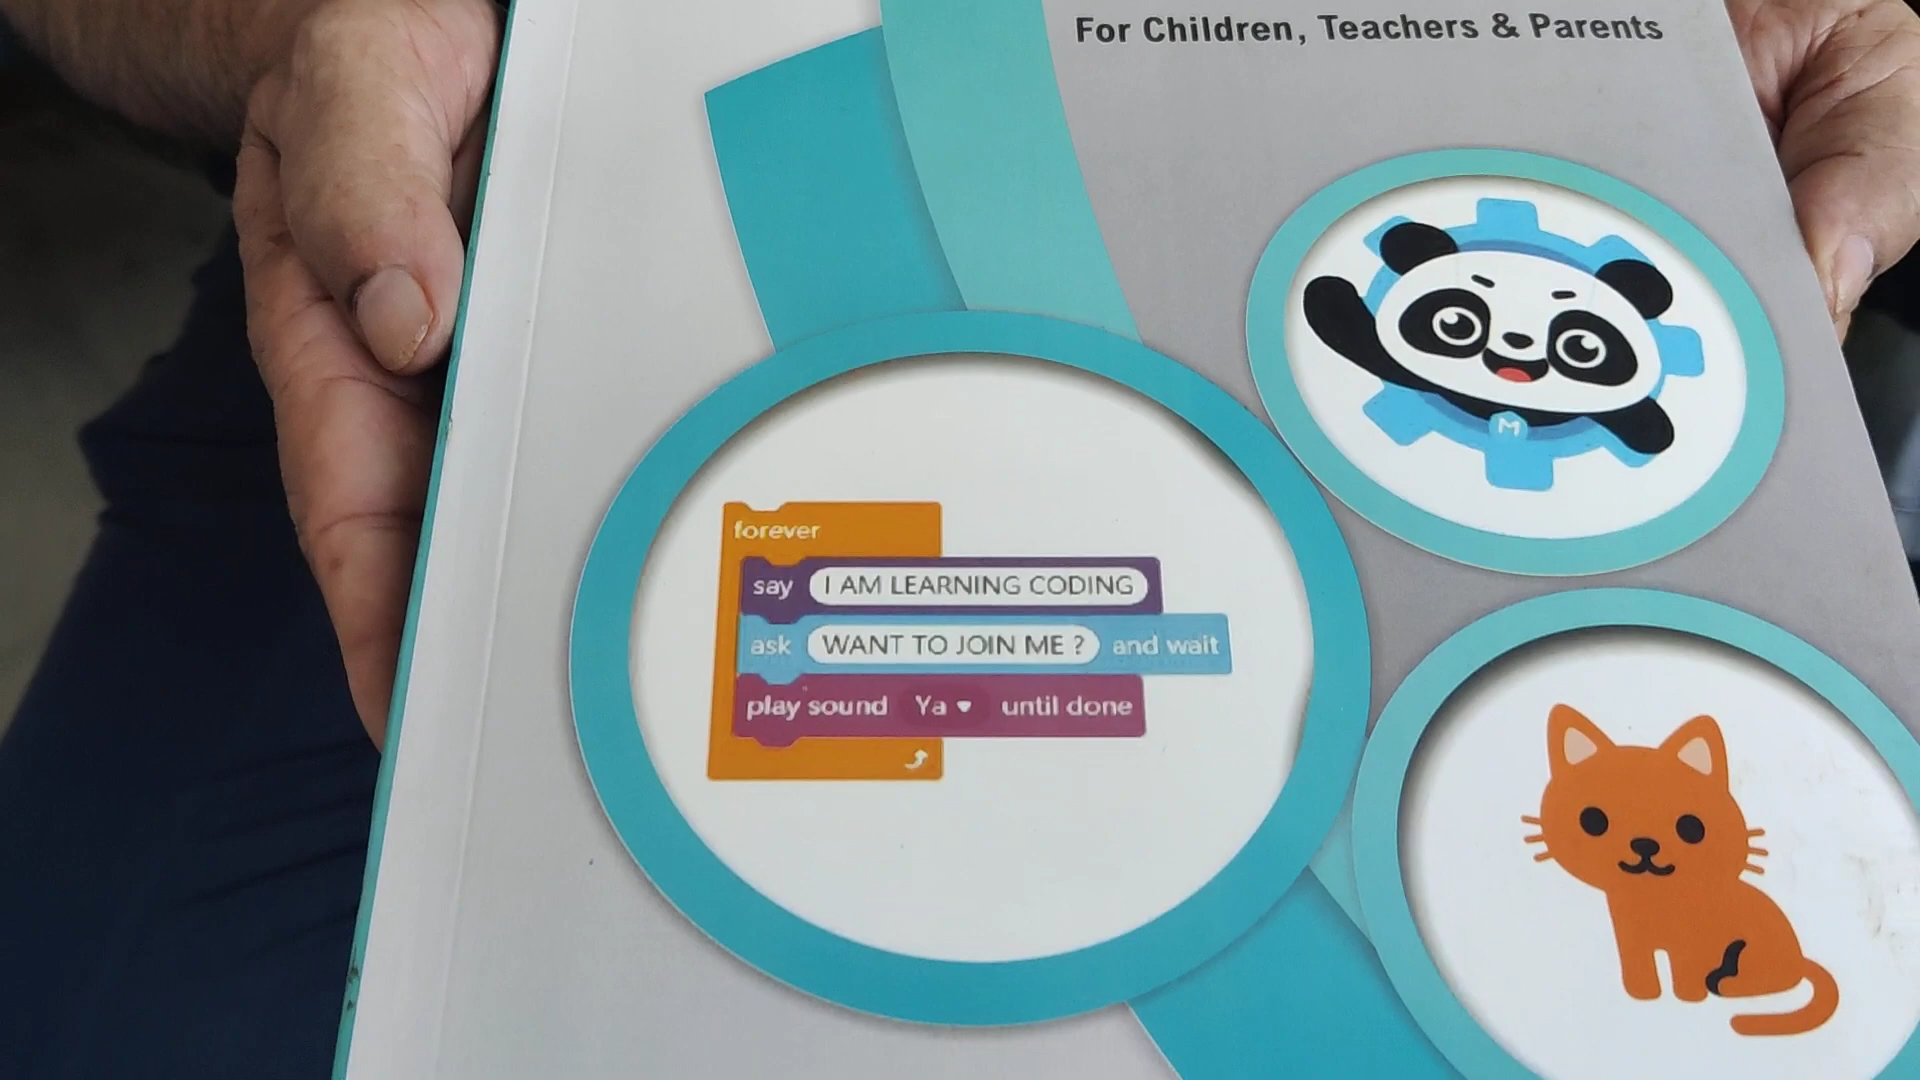 For Children, Teachers & Parents
M
forever
say I AM LEARNING CODING
ask WANT TO JOIN ME ? and wait
play sound Ya until done